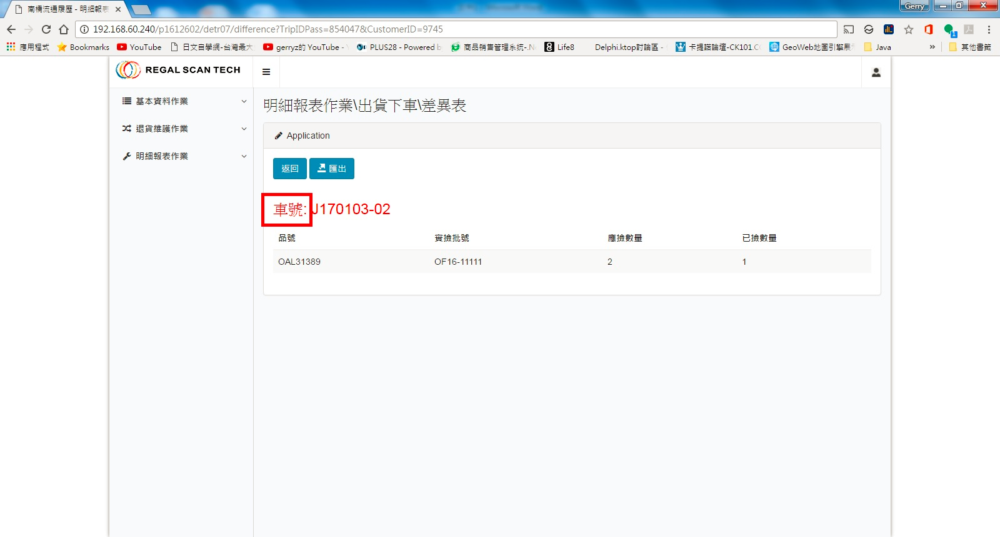 南橋流通履歷 - 明細報表
Gerry
192.168.60.240/p1612602/detr07/difference?TripIDPass=854047&CustomerID=9745
應用程式 Bookmarks YouTube 日文自學網-台灣最大 gerryz的 YouTube - PLUS28 - Powered b 商品销售管理系统-.N Life8 Delphi.ktop討論區 - 卡提諾論壇-CK101.C GeoWeb地圖引擎展示 Java » 其他書籤
REGAL SCAN TECH
基本資料作業
退貨維護作業
明細報表作業
明細報表作業\出貨下車\差異表
Application
返回 匯出
車號: J170103-02
品號 實撿批號 應撿數量 已撿數量
OAL31389 OF16-11111 2 1